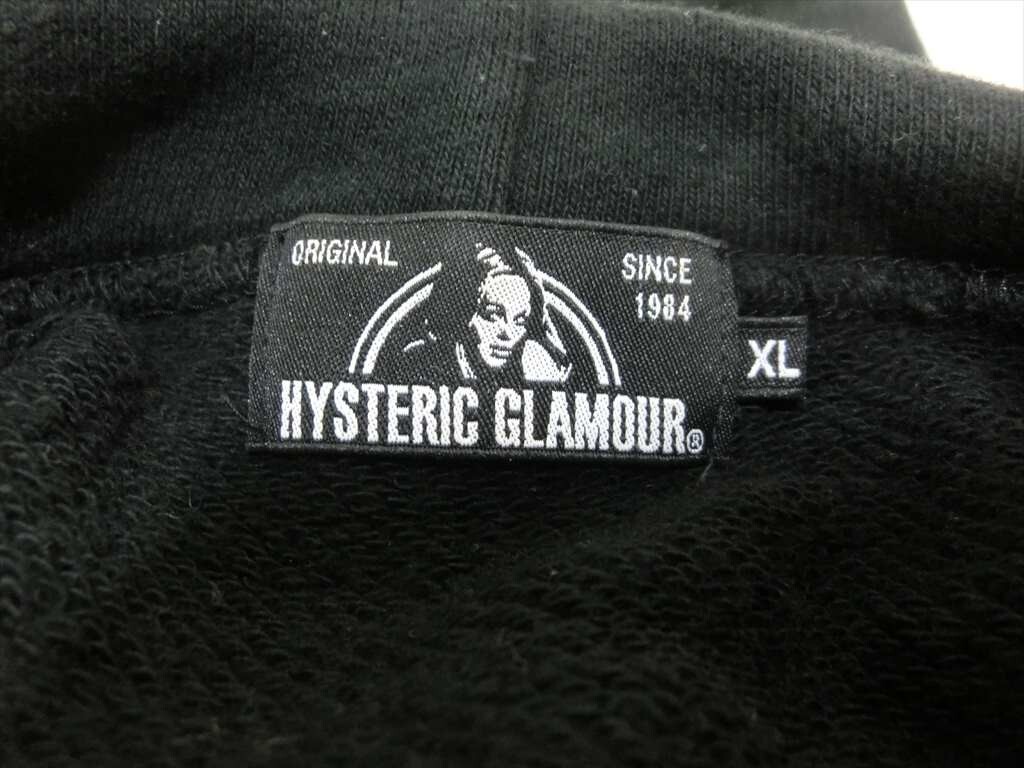 ORIGINAL
SINCE
1984
HYSTERIC GLAMOUR®
XL